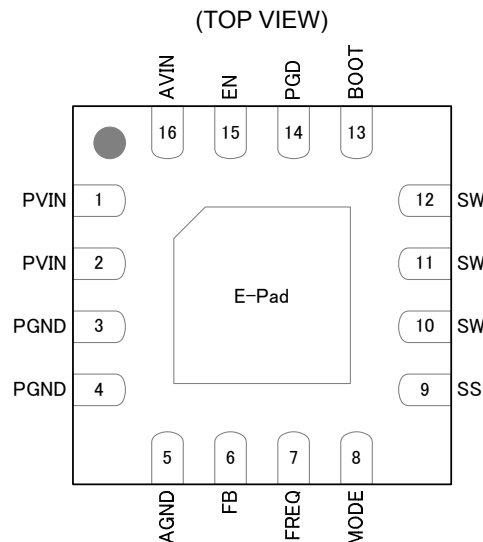 (TOP VIEW)
AVIN EN PGD BOOT
16 15 14 13
PVIN 1 12 SW
PVIN 2 11 SW
E-Pad
PGND 3 10 SW
PGND 4 9 SS
5 6 7 8
AGND FB FREQ MODE